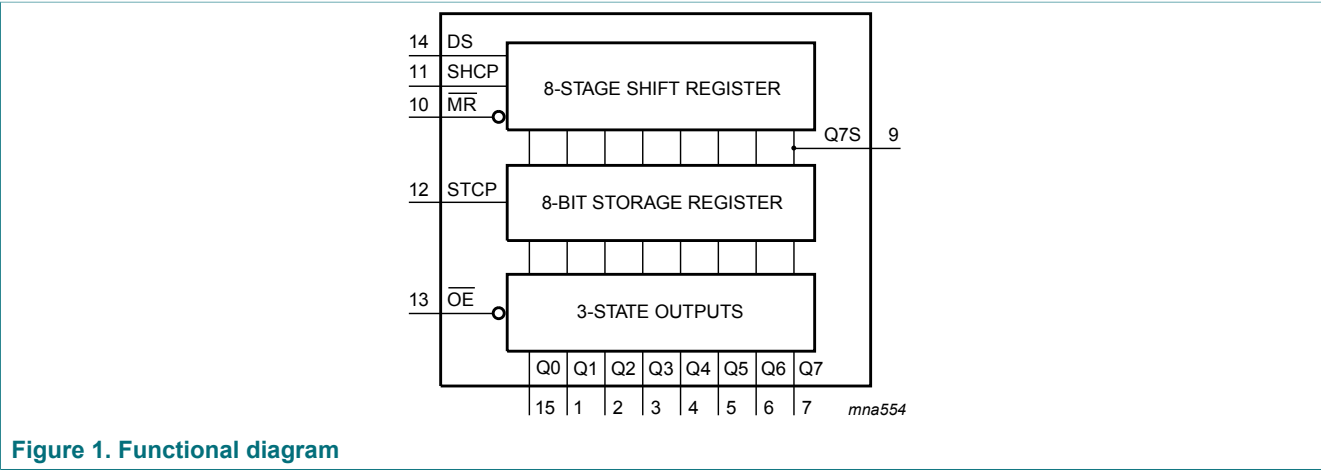 14 DS
11 SHCP
8-STAGE SHIFT REGISTER
10 MR
Q7S 9
12 STCP
8-BIT STORAGE REGISTER
13 OE
3-STATE OUTPUTS
Q0 Q1 Q2 Q3 Q4 Q5 Q6 Q7
15 1 2 3 4 5 6 7
mna554
Figure 1. Functional diagram